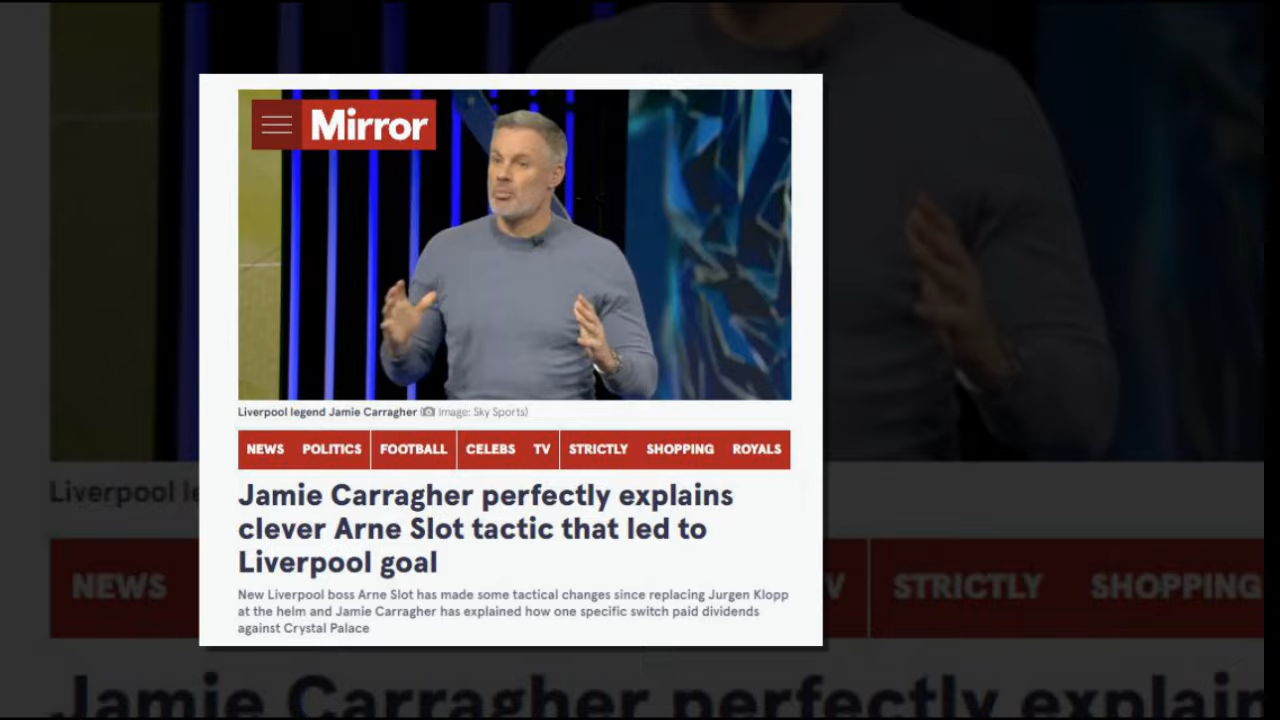 Mirror
Liverpool legend Jamie Carragher (Image: Sky Sports)
NEWS POLITICS FOOTBALL CELEBS TV STRICTLY SHOPPING ROYALS
Jamie Carragher perfectly explains
clever Arne Slot tactic that led to
Liverpool goal
New Liverpool boss Arne Slot has made some tactical changes since replacing Jurgen Klopp
at the helm and Jamie Carragher has explained how one specific switch paid dividends
against Crystal Palace
Liverpool le
NEWS V STRICTLY SHOPPING
Jamie Carragher perfectly explain